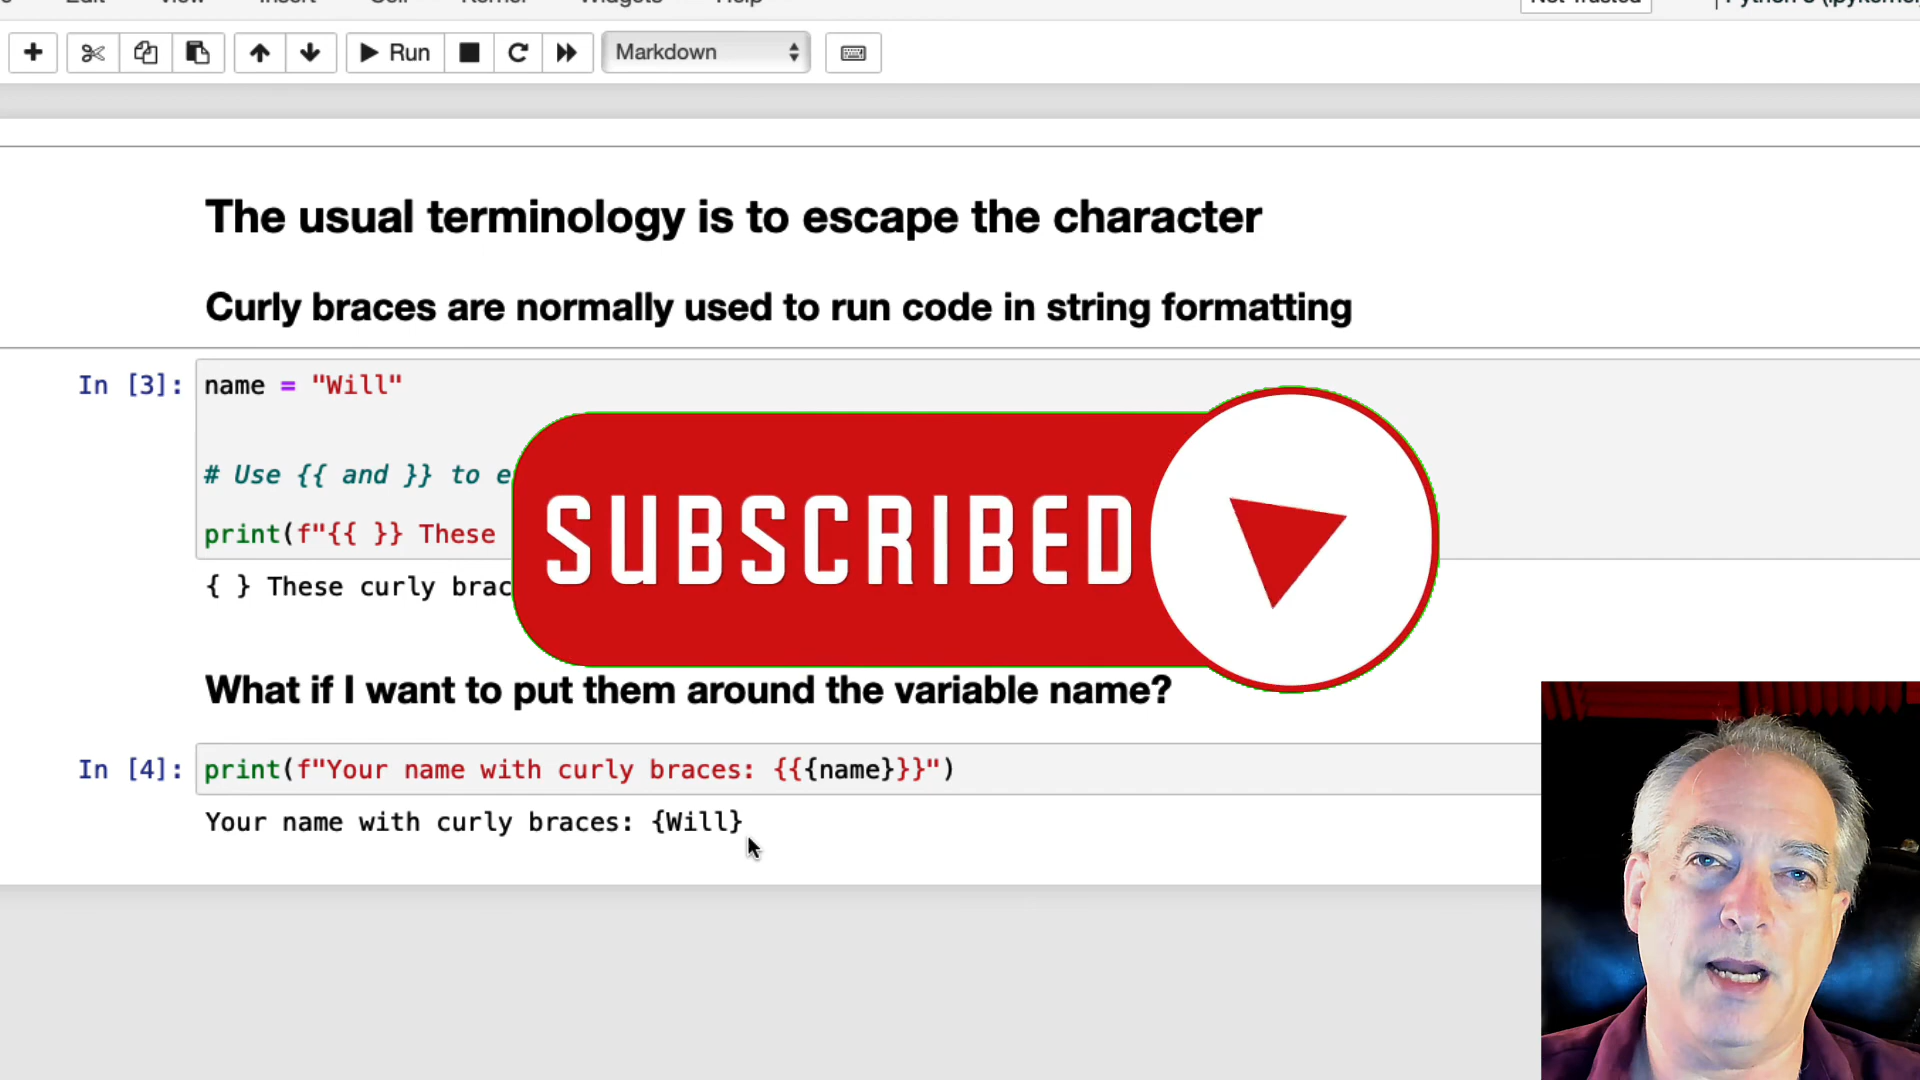 Run
Markdown
The usual terminology is to escape the character
Curly braces are normally used to run code in string formatting
In [3]:
name = "Will"
# Use {{ and }} to e
print(f"{{ }} These
{ } These curly brac
SUBSCRIBED
What if I want to put them around the variable name?
In [4]:
print(f"Your name with curly braces: {{{name}}}")
Your name with curly braces: {Will}